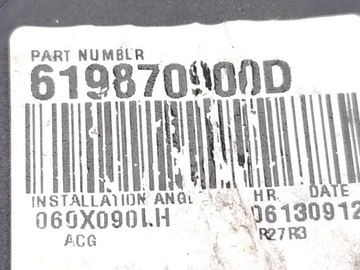 PART NUMBER
619870900D
INSTALLATION ANGLE HR. DATE
060X090LH 06130912
ACG R27R3